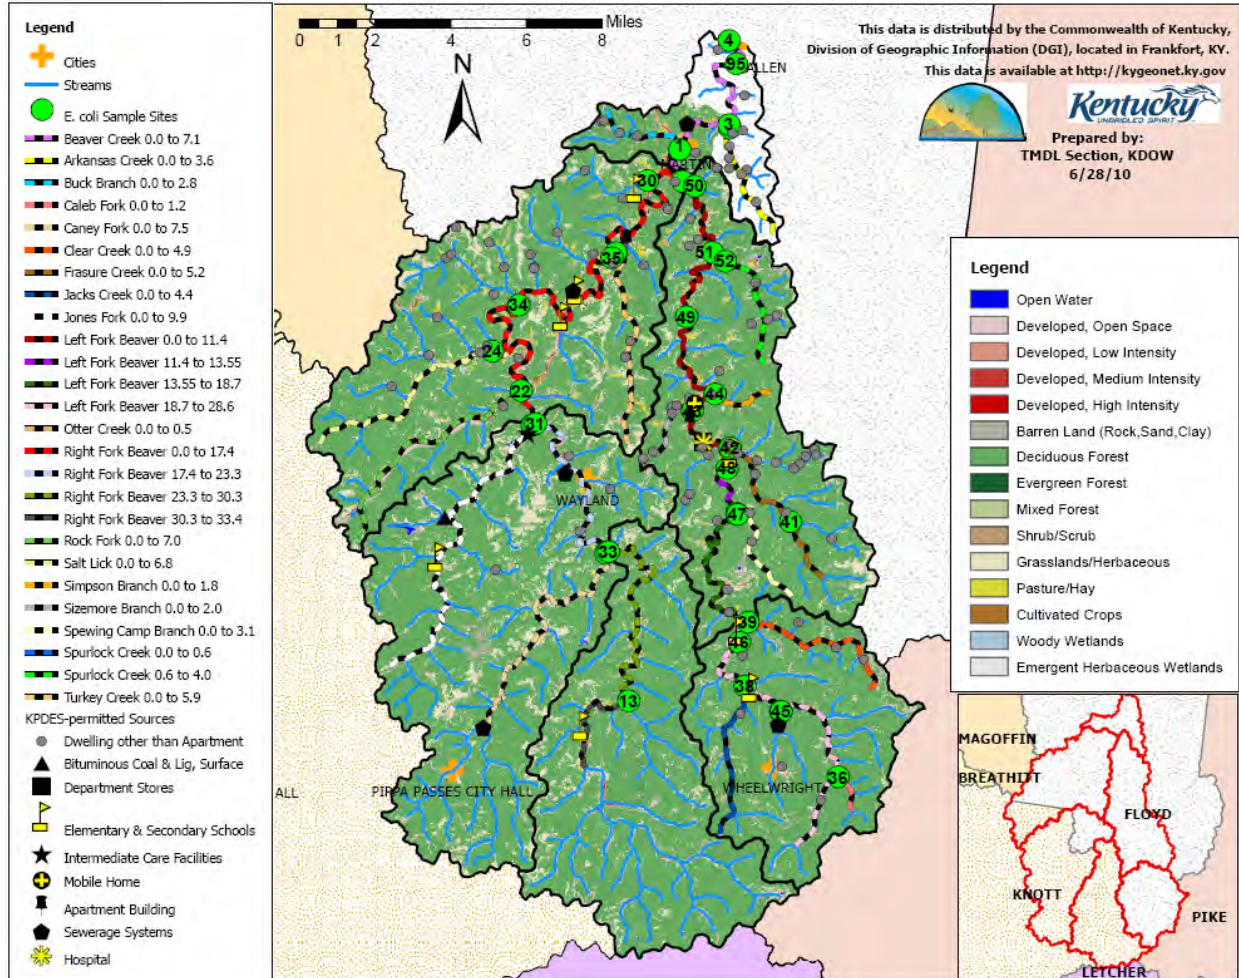 Legend
Cities
Streams
E. coli Sample Sites
Beaver Creek 0.0 to 7.1
Arkansas Creek 0.0 to 3.6
Buck Branch 0.0 to 2.8
Caleb Fork 0.0 to 1.2
Caney Fork 0.0 to 7.5
Clear Creek 0.0 to 4.9
Frasure Creek 0.0 to 5.2
Jacks Creek 0.0 to 4.4
Jones Fork 0.0 to 9.9
Left Fork Beaver 0.0 to 11.4
Left Fork Beaver 11.4 to 13.55
Left Fork Beaver 13.55 to 18.7
Left Fork Beaver 18.7 to 28.6
Otter Creek 0.0 to 0.5
Right Fork Beaver 0.0 to 17.4
Right Fork Beaver 17.4 to 23.3
Right Fork Beaver 23.3 to 30.3
Right Fork Beaver 30.3 to 33.4
Rock Fork 0.0 to 7.0
Salt Lick 0.0 to 6.8
Simpson Branch 0.0 to 1.8
Sizemore Branch 0.0 to 2.0
Spewing Camp Branch 0.0 to 3.1
Spurlock Creek 0.0 to 0.6
Spurlock Creek 0.6 to 4.0
Turkey Creek 0.0 to 5.9
KPDES-permitted Sources
Dwelling other than Apartment
Bituminous Coal & Lig, Surface
Department Stores
Elementary & Secondary Schools
Intermediate Care Facilities
Mobile Home
Apartment Building
Sewerage Systems
Hospital
Miles
0 1 2 4 6 8
N
This data is distributed by the Commonwealth of Kentucky,
Division of Geographic Information (DGI), located in Frankfort, KY.
This data is available at http://kygeonet.ky.gov
Kentucky
UNBRIDLED SPIRIT
Prepared by:
TMDL Section, KDOW
6/28/10
4
95
ALLEN
3
1
MARTIN
30
50
51
52
35
34
49
24
22
44
31
42
48
WAYLAND
47
41
33
39
46
38
13
45
36
PIPPA PASSES CITY HALL
WHEELWRIGHT
ALL
Legend
Open Water
Developed, Open Space
Developed, Low Intensity
Developed, Medium Intensity
Developed, High Intensity
Barren Land (Rock,Sand,Clay)
Deciduous Forest
Evergreen Forest
Mixed Forest
Shrub/Scrub
Grasslands/Herbaceous
Pasture/Hay
Cultivated Crops
Woody Wetlands
Emergent Herbaceous Wetlands
MAGOFFIN
BREATHITT
FLOYD
KNOTT
PIKE
LETCHER